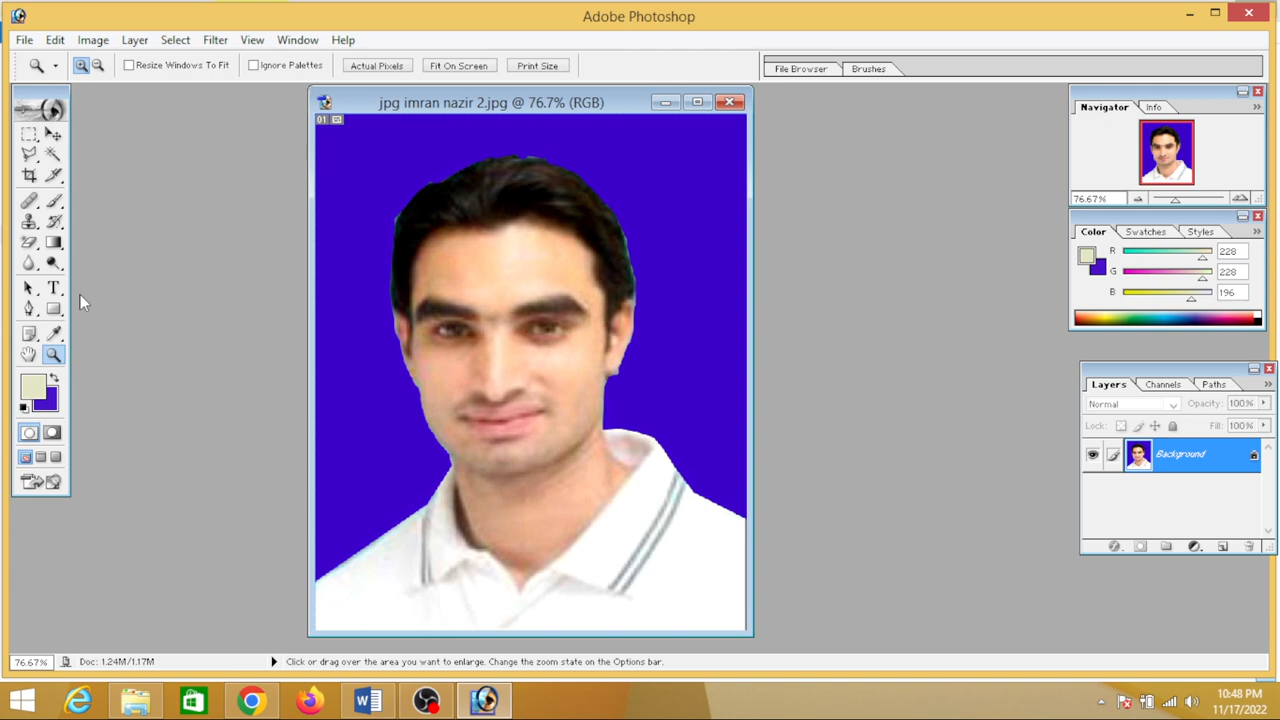 Adobe Photoshop
File Edit Image Layer Select Filter View Window Help
Resize Windows To Fit Ignore Palettes Actual Pixels Fit On Screen Print Size File Browser Brushes
jpg imran nazir 2.jpg @ 76.7% (RGB)
01
Navigator Info
76.67%
Color Swatches Styles
R 228
G 228
B 196
Layers Channels Paths
Normal Opacity: 100%
Lock: Fill: 100%
Background
T
76.67% Doc: 1.24M/1.17M Click or drag over the area you want to enlarge. Change the zoom state on the Options bar.
10:48 PM
11/17/2022